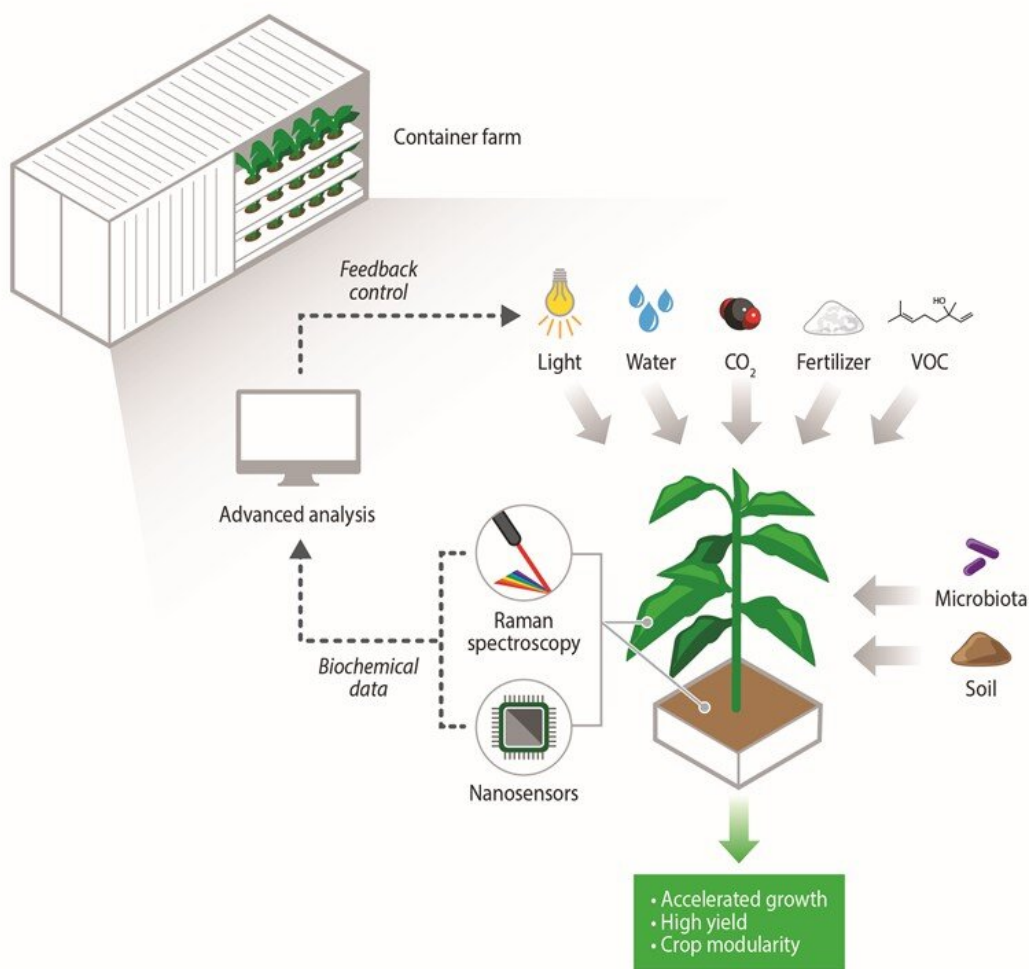 Container farm
Feedback
control
Light
Water
CO₂
Fertilizer
HO
VOC
Advanced analysis
Raman
spectroscopy
Microbiota
Biochemical
data
Soil
Nanosensors
• Accelerated growth
• High yield
• Crop modularity